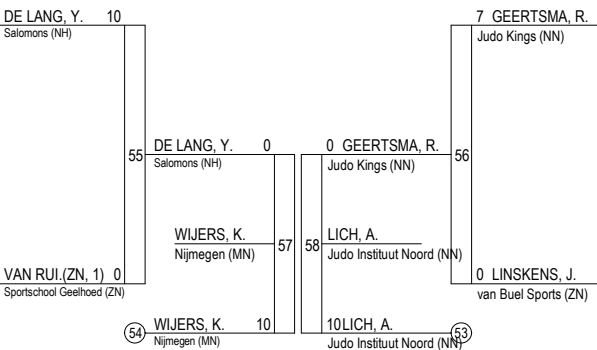 DE LANG, Y. 10
Salomons (NH)
7 GEERTSMA, R.
Judo Kings (NN)
55
DE LANG, Y. 0
Salomons (NH)
0 GEERTSMA, R.
Judo Kings (NN)
56
WIJERS, K.
Nijmegen (MN)
57
58
LICH, A.
Judo Instituut Noord (NN)
VAN RUI.(ZN, 1) 0
Sportschool Geelhoed (ZN)
0 LINSKENS, J.
van Buel Sports (ZN)
54
WIJERS, K. 10
Nijmegen (MN)
10LICH, A.
Judo Instituut Noord (NN)
53